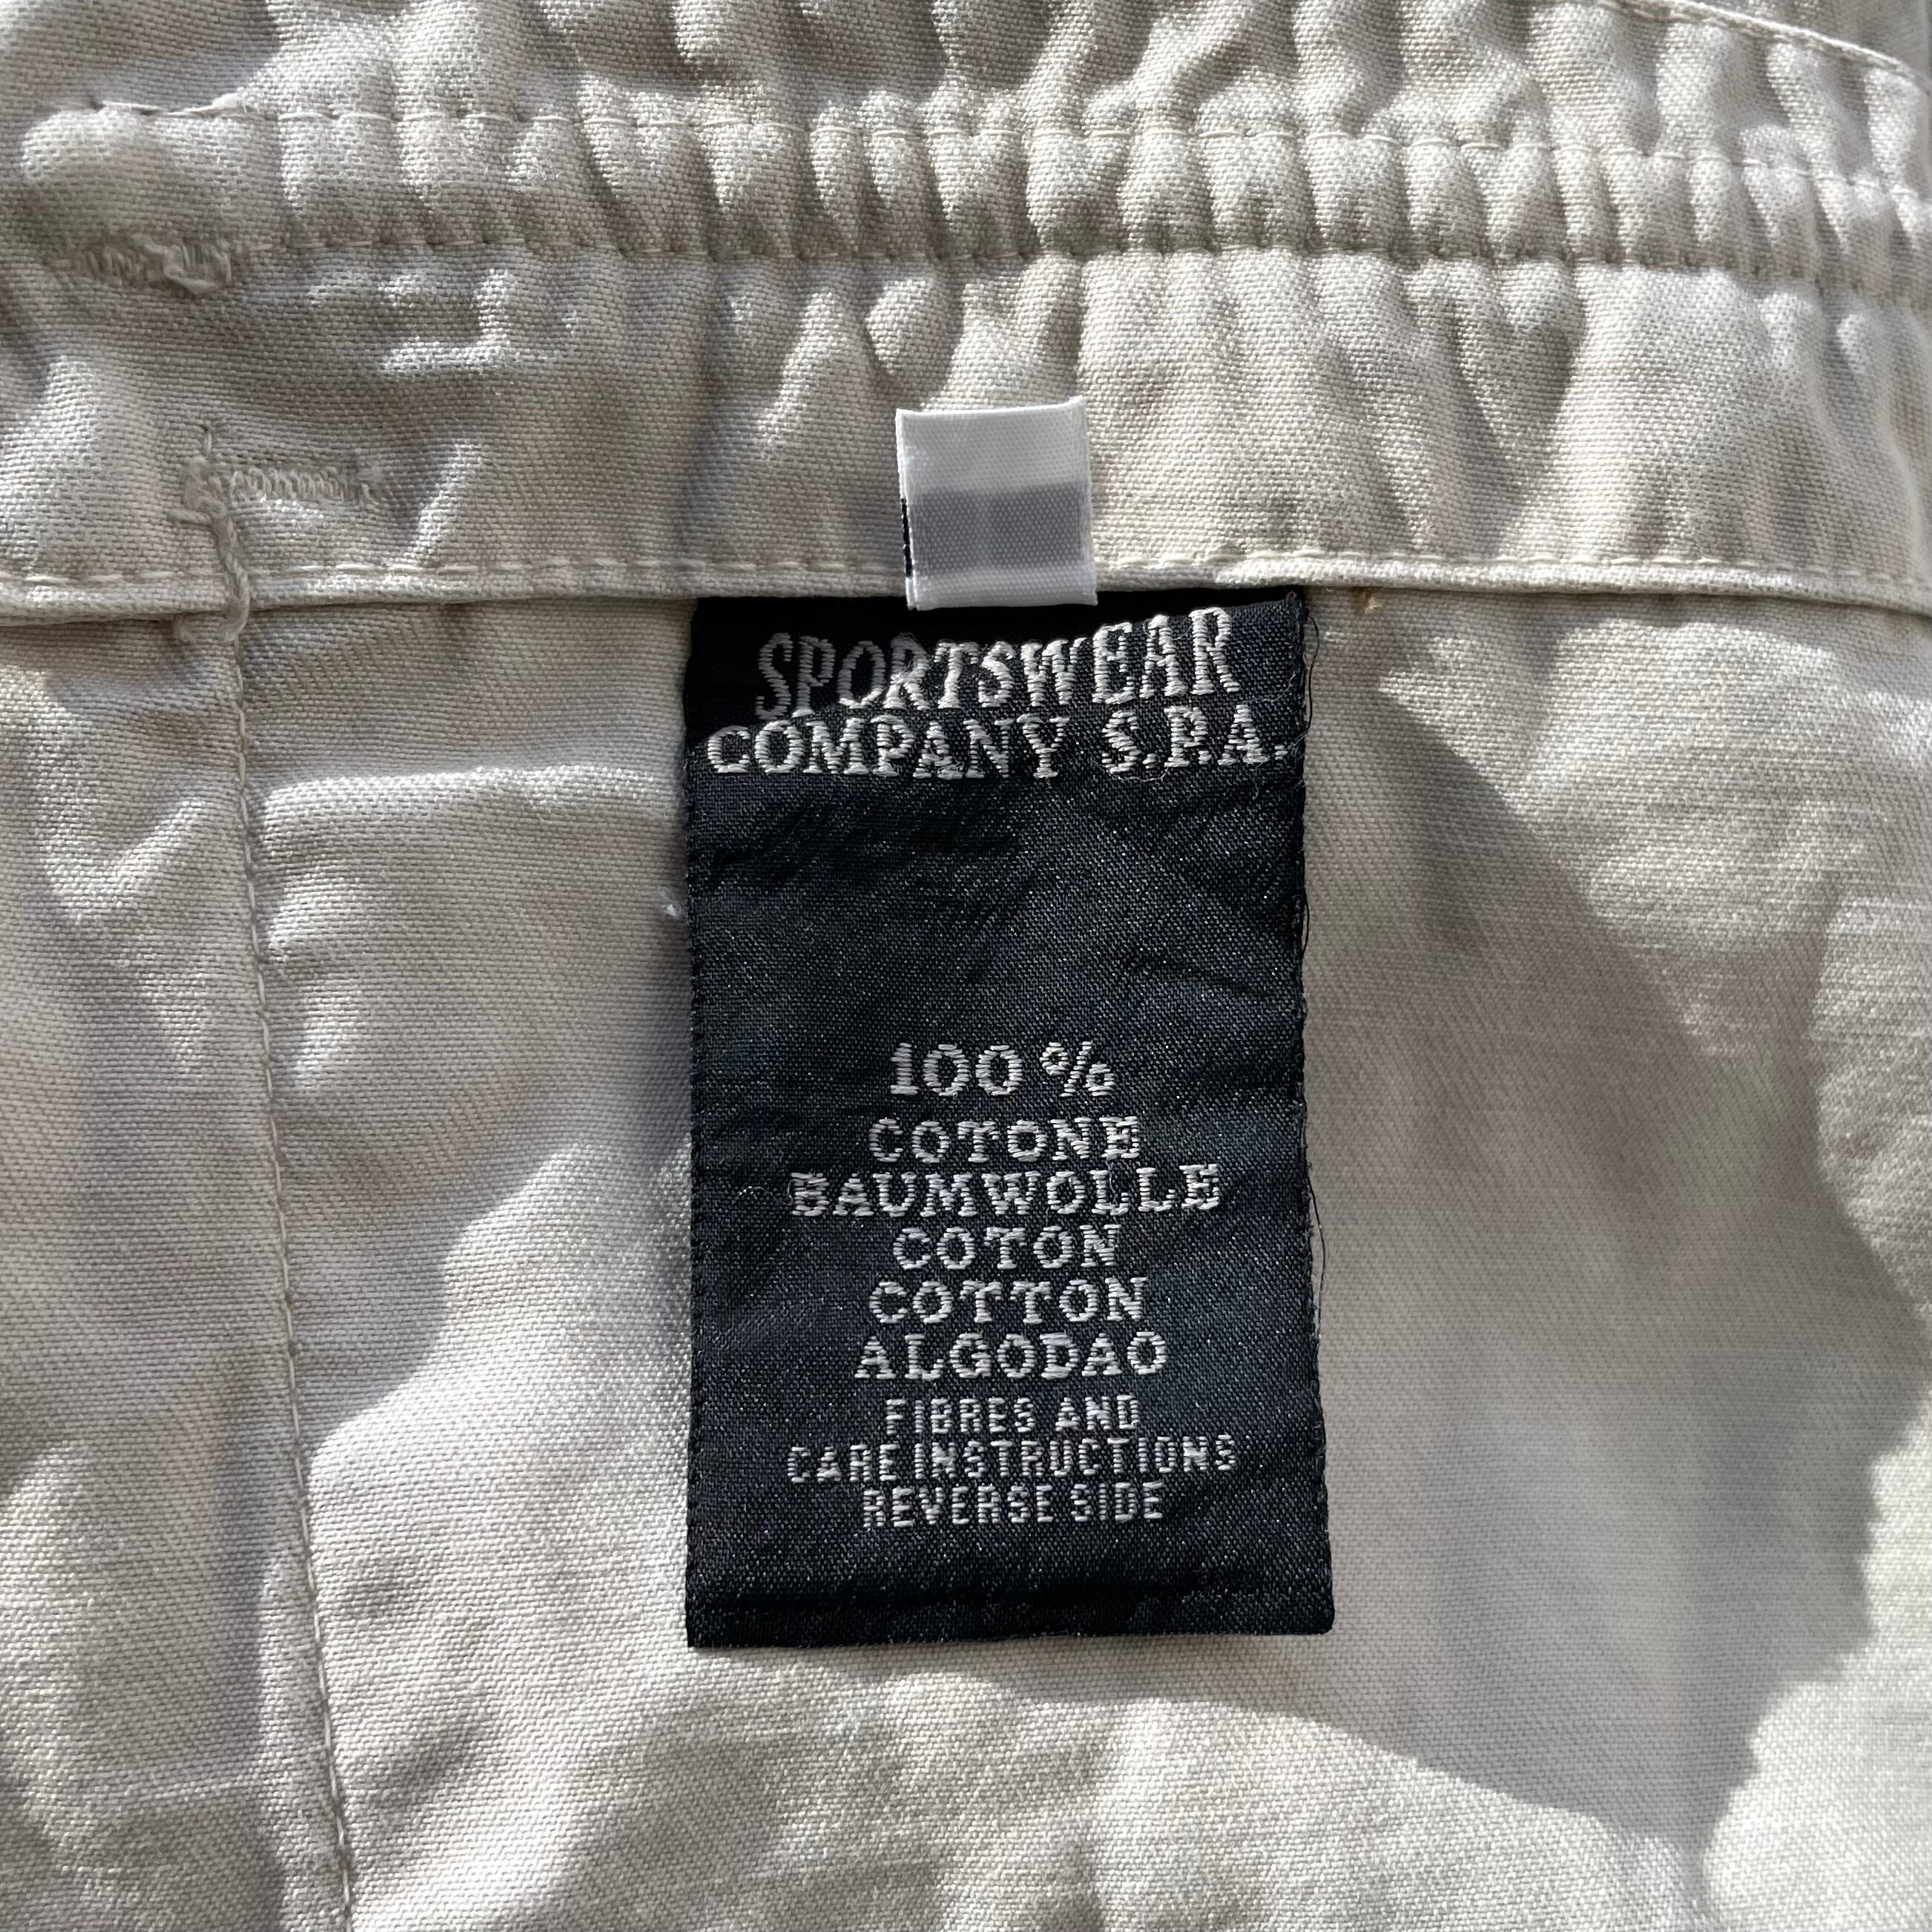 SPORTSWEAR
COMPANY S.P.A.
100 %
COTONE
BAUMWOLLE
COTON
COTTON
ALGODAO
FIBRES AND
CARE INSTRUCTIONS
REVERSE SIDE